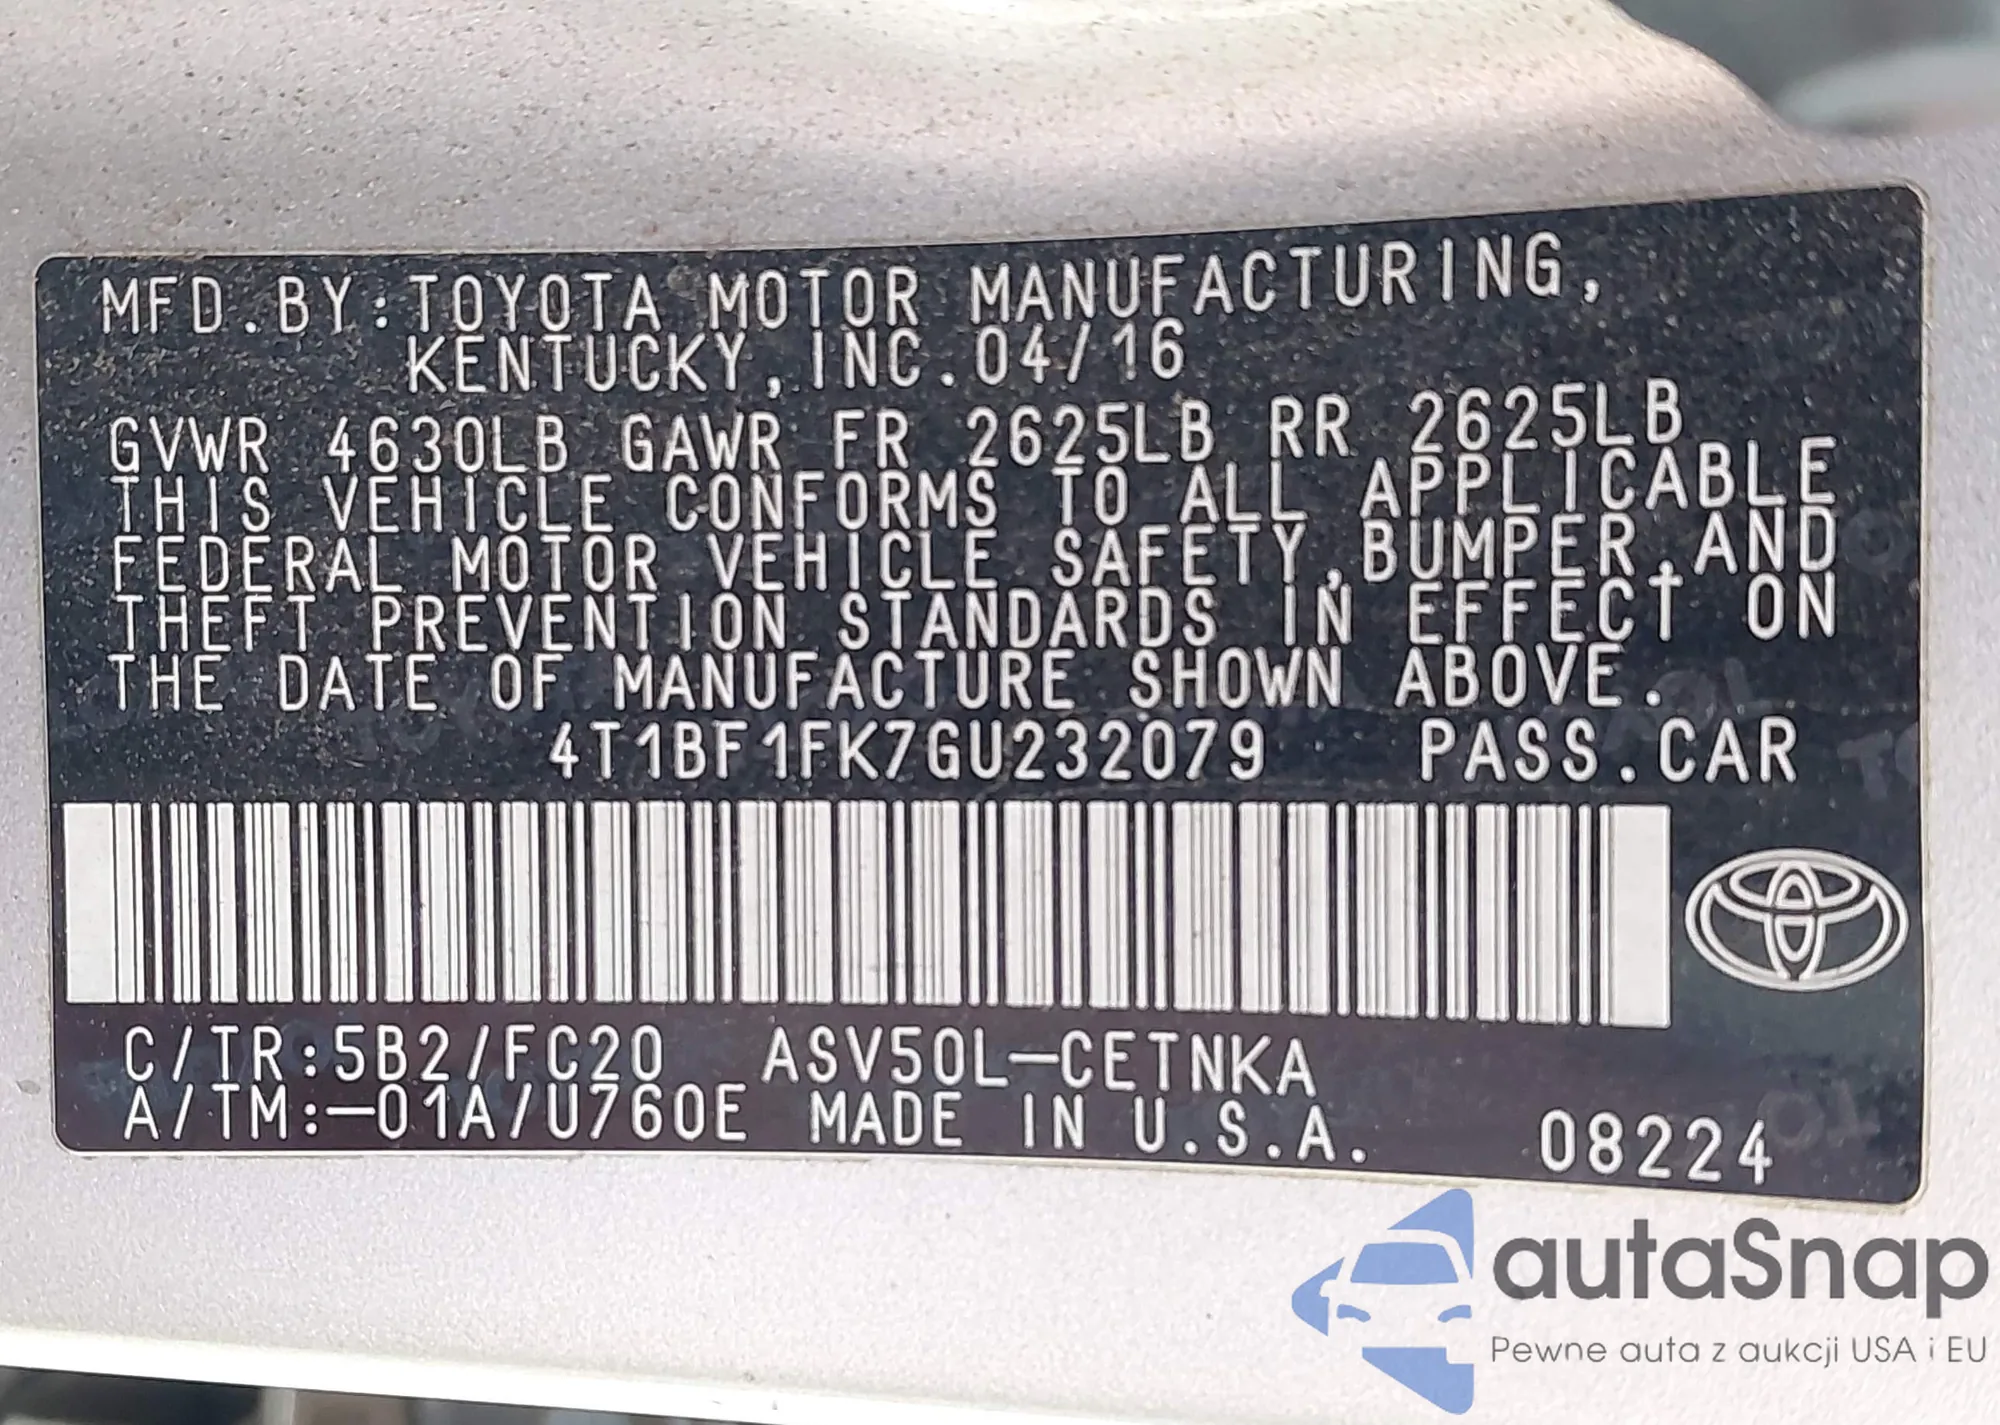 MFD.BY:TOYOTA MOTOR MANUFACTURING,
KENTUCKY,INC.04/16
GVWR 4630LB GAWR FR 2625LB RR 2625LB
THIS VEHICLE CONFORMS TO ALL APPLICABLE
FEDERAL MOTOR VEHICLE SAFETY,BUMPER,AND
THEFT PREVENTION STANDARDS IN EFFECT ON
THE DATE OF MANUFACTURE SHOWN ABOVE.
4T1BF1FK7GU232079 PASS.CAR
C/TR:5B2/FC20 ASV50L-CETNKA
A/TM:-01A/U760E MADE IN U.S.A. 08224
autaSnap
Pewne auta z aukcji USA i EU